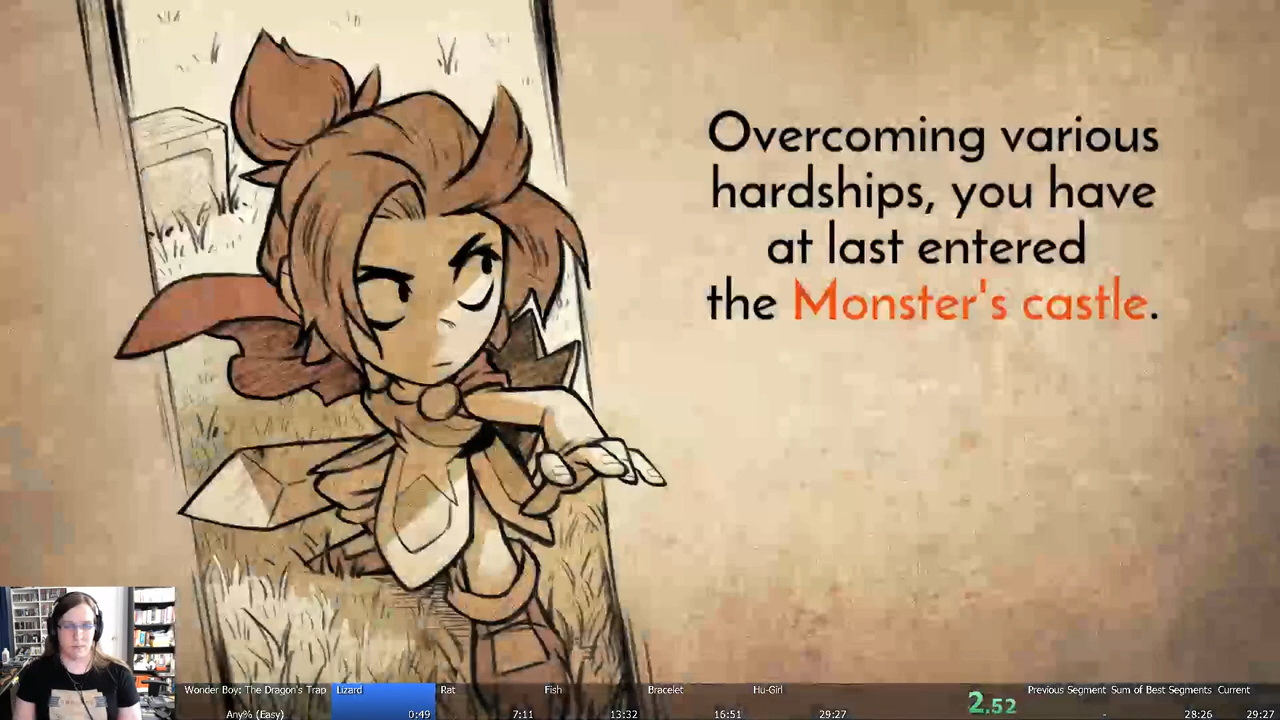 Overcoming various
hardships, you have
at last entered
the Monster's castle.
Wonder Boy: The Dragon's Trap Lizard Rat Fish Bracelet Hu-Girl 2.52 Previous Segment Sum of Best Segments Current
Any% (Easy) 0:49 7:11 13:32 16:51 29:27 - 28:26 29:27